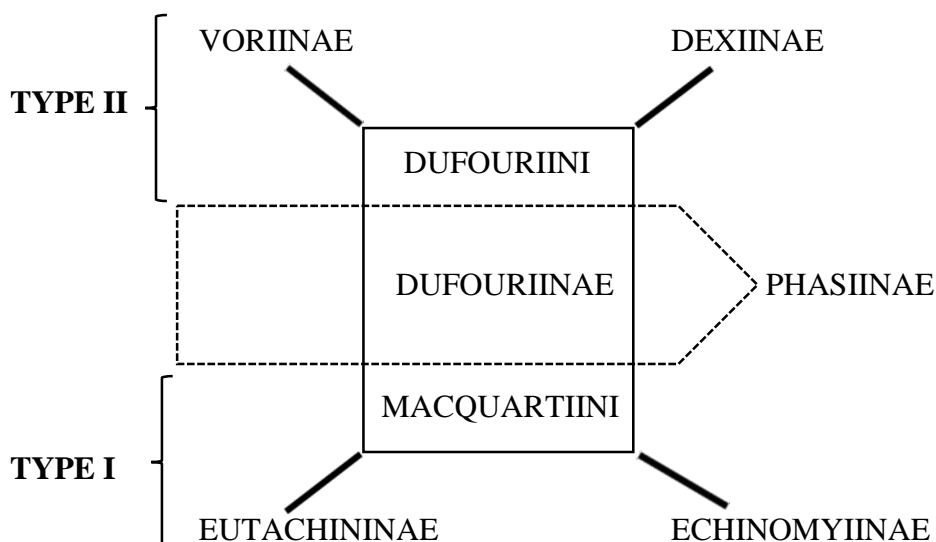 VORIINAE
DEXIINAE
TYPE II
DUFOURIINI
DUFOURIINAE
PHASIINAE
MACQUARTIINI
TYPE I
EUTACHININAE
ECHINOMYIINAE